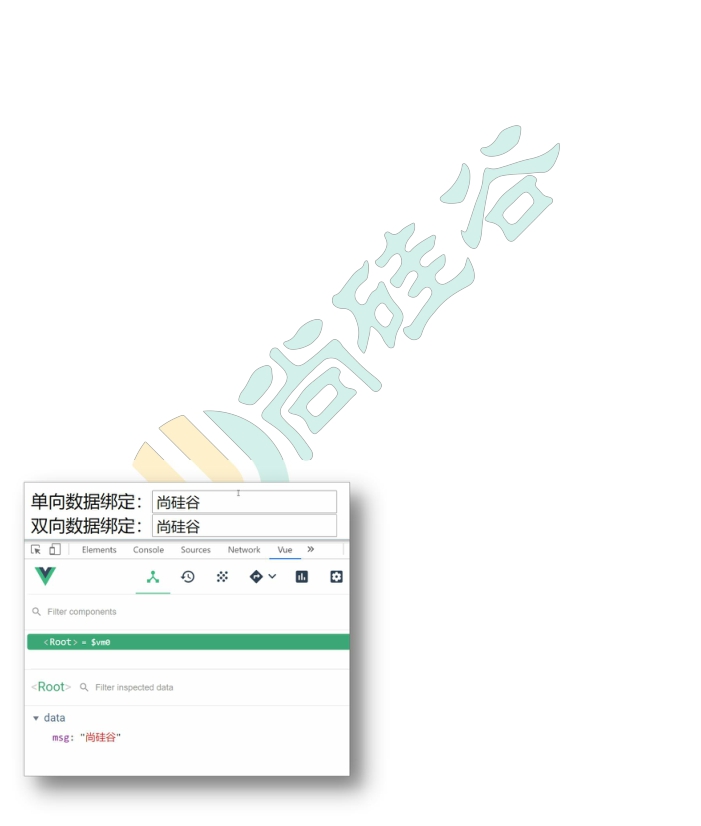 尚硅谷
单向数据绑定： 尚硅谷
双向数据绑定： 尚硅谷
Elements Console Sources Network Vue »
Filter components
<Root> = $vm0
<Root> Filter inspected data
data
msg: "尚硅谷"